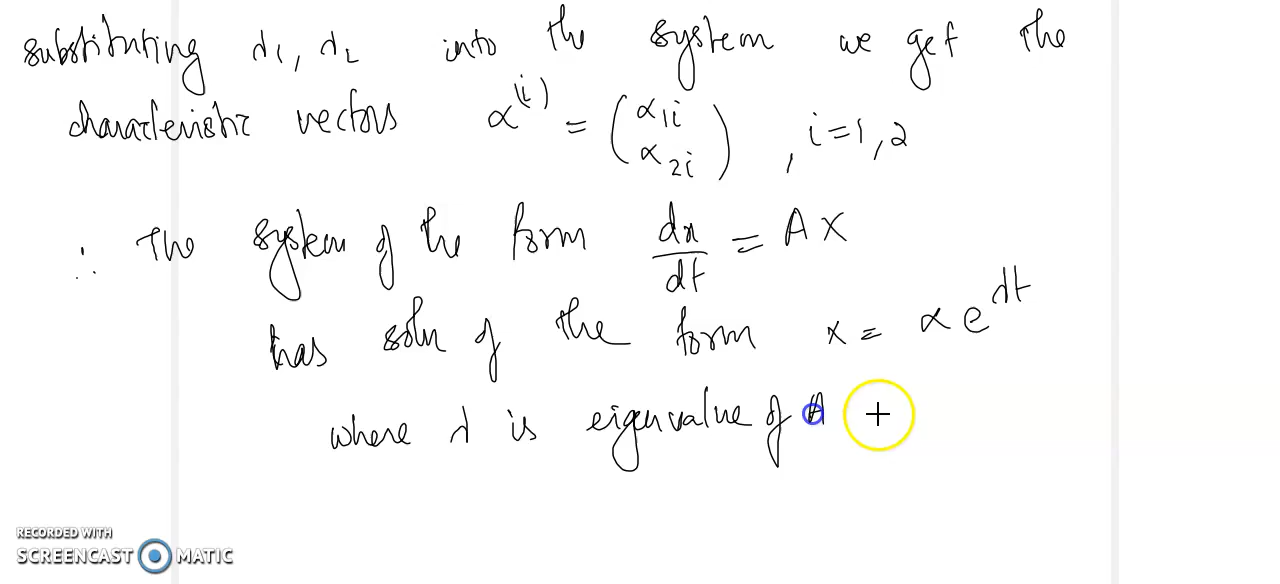 substituting λ1, λ2 into the system we get the
characteristic vectors α^(i) = (α1i α2i), i=1,2
∴ The system of the form dx/dt = AX
has soln of the form x = αe^λt
where λ is eigenvalue of A
RECORDED WITH
SCREENCAST MATIC